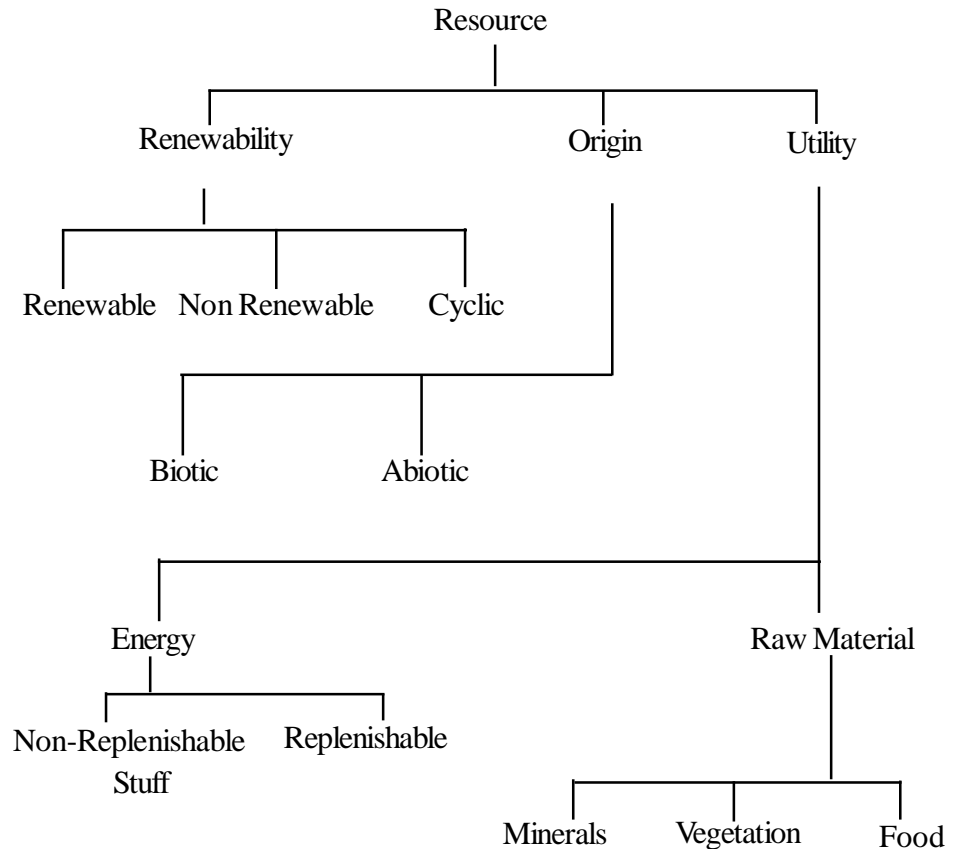 Resource
Renewability Origin Utility
Renewable Non Renewable Cyclic
Biotic Abiotic
Energy Raw Material
Non-Replenishable Replenishable
Stuff
Minerals Vegetation Food